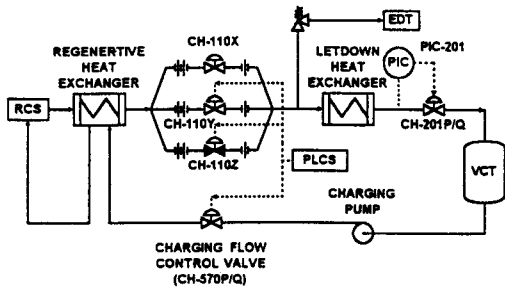 EDT
CH-110X
REGENERTIVE
HEAT
EXCHANGER
LETDOWN
HEAT
EXCHANGER
PIC-201
PIC
RCS
CH-110Y
CH-201P/Q
CH-110Z
PLCS
VCT
CHARGING
PUMP
CHARGING FLOW
CONTROL VALVE
(CH-570P/Q)